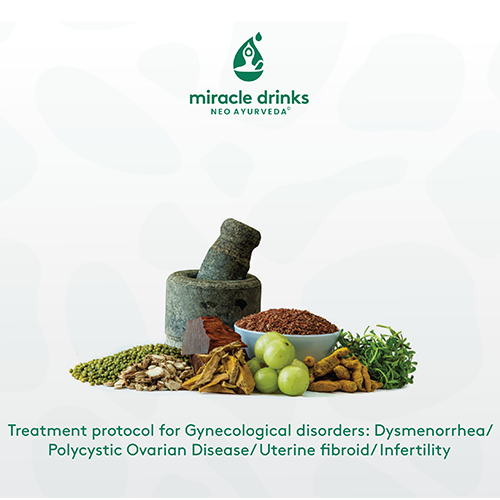 miracle drinks
NEO AYURVEDA©
Treatment protocol for Gynecological disorders: Dysmenorrhea/
Polycystic Ovarian Disease/ Uterine fibroid/ Infertility